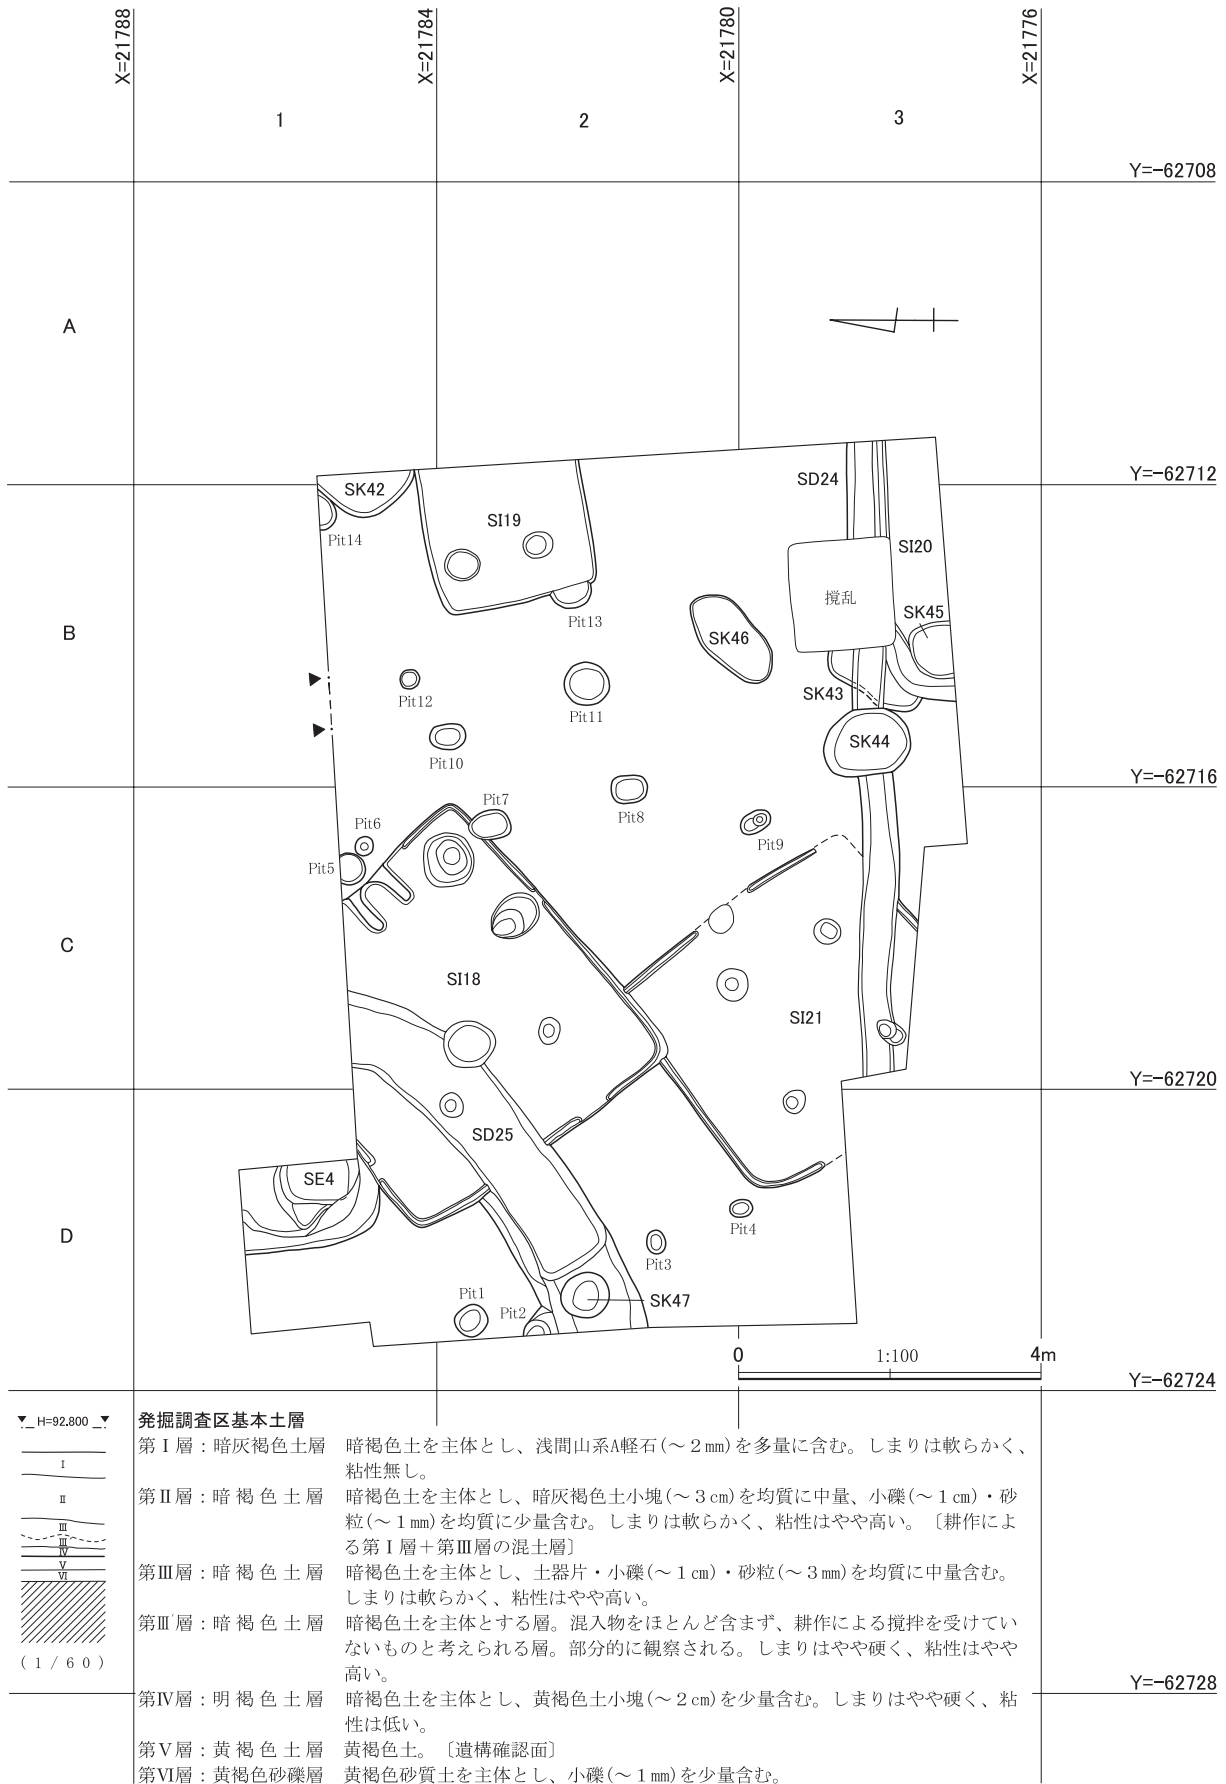 X=21788
X=21784
X=21780
X=21776
1
2
3
Y=-62708
A
Y=-62712
SK42
SD24
SI19
Pit14
SI20
撹乱
SK45
Pit13
B
SK46
SK43
Pit12
Pit11
SK44
Pit10
Y=-62716
Pit7
Pit8
Pit6
Pit9
Pit5
C
SI18
SI21
Y=-62720
SD25
SE4
D
Pit4
Pit3
Pit1
SK47
Pit2
0
1:100
4m
Y=-62724
H=92.800
発掘調査区基本土層
第Ⅰ層：暗灰褐色土層　暗褐色土を主体とし、浅間山系A軽石(～2㎜)を多量に含む。しまりは軟らかく、
粘性無し。
第Ⅱ層：暗褐色土層　暗褐色土を主体とし、暗灰褐色土小塊(～3㎝)を均質に中量、小礫(～1㎝)・砂
粒(～1㎜)を均質に少量含む。しまりは軟らかく、粘性はやや高い。〔耕作によ
る第Ⅰ層＋第Ⅲ層の混土層〕
第Ⅲ層：暗褐色土層　暗褐色土を主体とし、土器片・小礫(～1㎝)・砂粒(～3㎜)を均質に中量含む。
しまりは軟らかく、粘性はやや高い。
第Ⅲ'層：暗褐色土層　暗褐色土を主体とする層。混入物をほとんど含まず、耕作による撹拌を受けてい
ないものと考えられる層。部分的に観察される。しまりはやや硬く、粘性はやや
高い。
第Ⅳ層：明褐色土層　暗褐色土を主体とし、黄褐色土小塊(～2㎝)を少量含む。しまりはやや硬く、粘
性は低い。
第Ⅴ層：黄褐色土層　黄褐色土。〔遺構確認面〕
第Ⅵ層：黄褐色砂礫層　黄褐色砂質土を主体とし、小礫(～1㎜)を少量含む。
Ⅰ
Ⅱ
Ⅲ
Ⅲ'
Ⅳ
Ⅴ
Ⅵ
(1/60)
Y=-62728